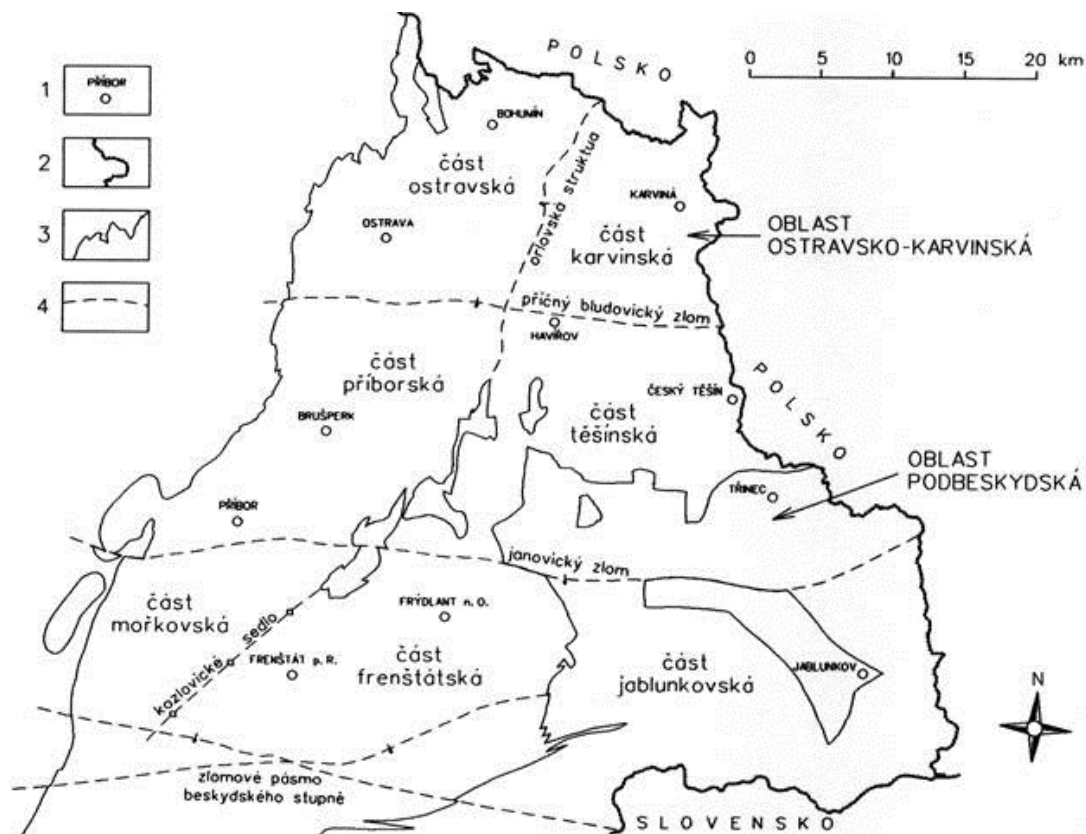 1
PŘÍBOR
2
3
4
POLSKO
0 5 10 15 20 km
BOHUMÍN
část
ostravská
orlovská struktua
KARVINÁ
OSTRAVA
část
karvinská
OBLAST
OSTRAVSKO-KARVINSKÁ
příčný bludovický zlom
HAVÍŘOV
část
příborská
POLSKO
ČESKÝ TĚŠÍN
BRUŠPERK
část
těšínská
OBLAST
PODBESKYDSKÁ
TŘINEC
PŘÍBOR
janovický zlom
část
mořkovská
FRÝDLANT n. O.
kozlovické sedlo
část
frenštátská
FRENŠTÁT p. R.
část
jablunkovská
JABLUNKOV
N
zlomové pásmo
beskydského stupně
SLOVENSKO